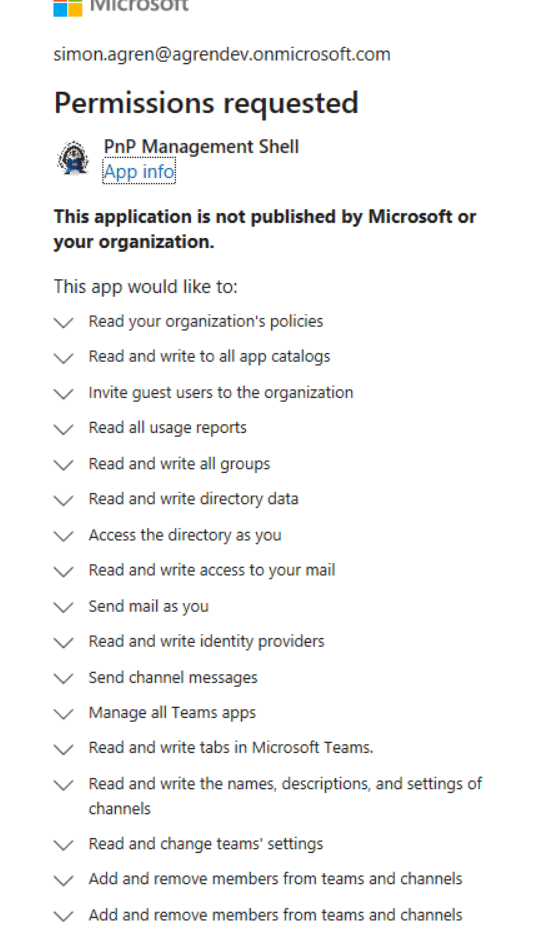 Microsoft
simon.agren@agrendev.onmicrosoft.com
Permissions requested
PnP Management Shell
App info
This application is not published by Microsoft or
your organization.
This app would like to:
Read your organization's policies
Read and write to all app catalogs
Invite guest users to the organization
Read all usage reports
Read and write all groups
Read and write directory data
Access the directory as you
Read and write access to your mail
Send mail as you
Read and write identity providers
Send channel messages
Manage all Teams apps
Read and write tabs in Microsoft Teams.
Read and write the names, descriptions, and settings of
channels
Read and change teams' settings
Add and remove members from teams and channels
Add and remove members from teams and channels